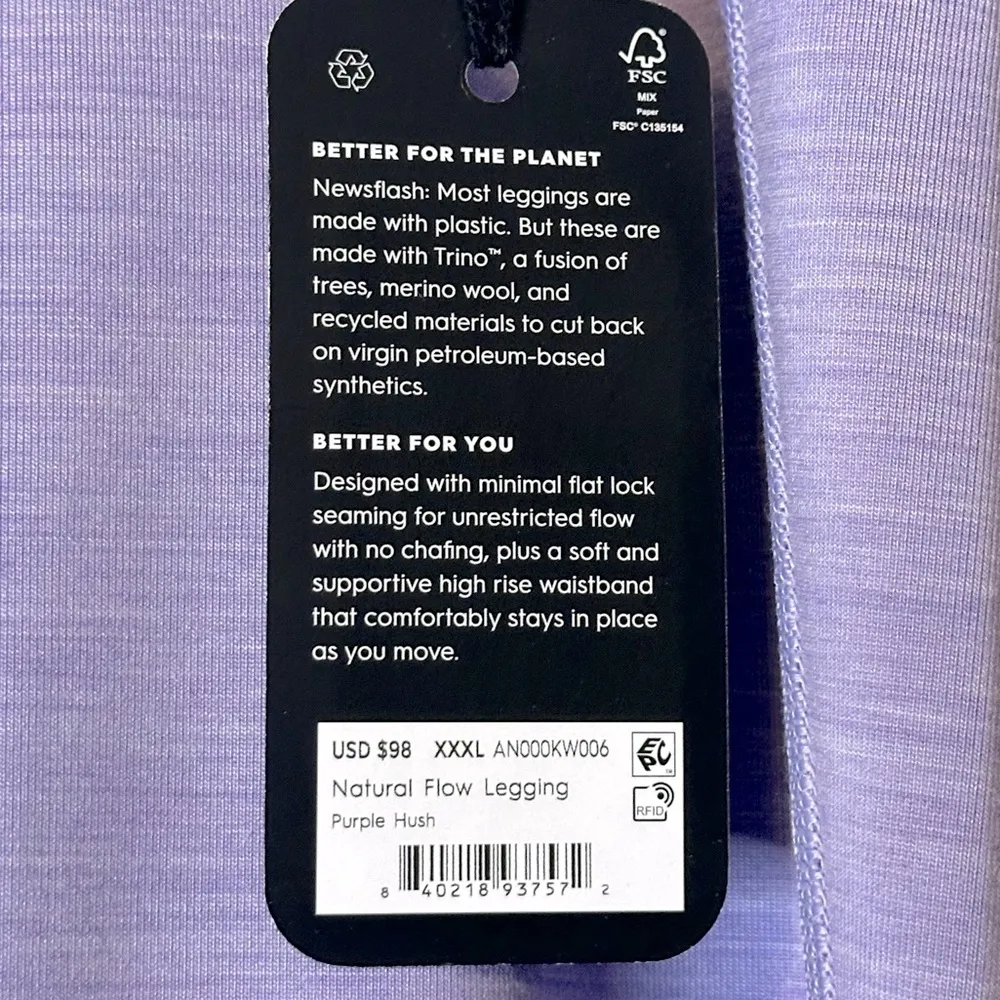 FSC®
MIX
Paper
FSC® C135154
BETTER FOR THE PLANET
Newsflash: Most leggings are
made with plastic. But these are
made with Trino™, a fusion of
trees, merino wool, and
recycled materials to cut back
on virgin petroleum-based
synthetics.
BETTER FOR YOU
Designed with minimal flat lock
seaming for unrestricted flow
with no chafing, plus a soft and
supportive high rise waistband
that comfortably stays in place
as you move.
USD $98 XXXL AN000KW006
EPC™
Natural Flow Legging
RFID
Purple Hush
8 40218 93757 2